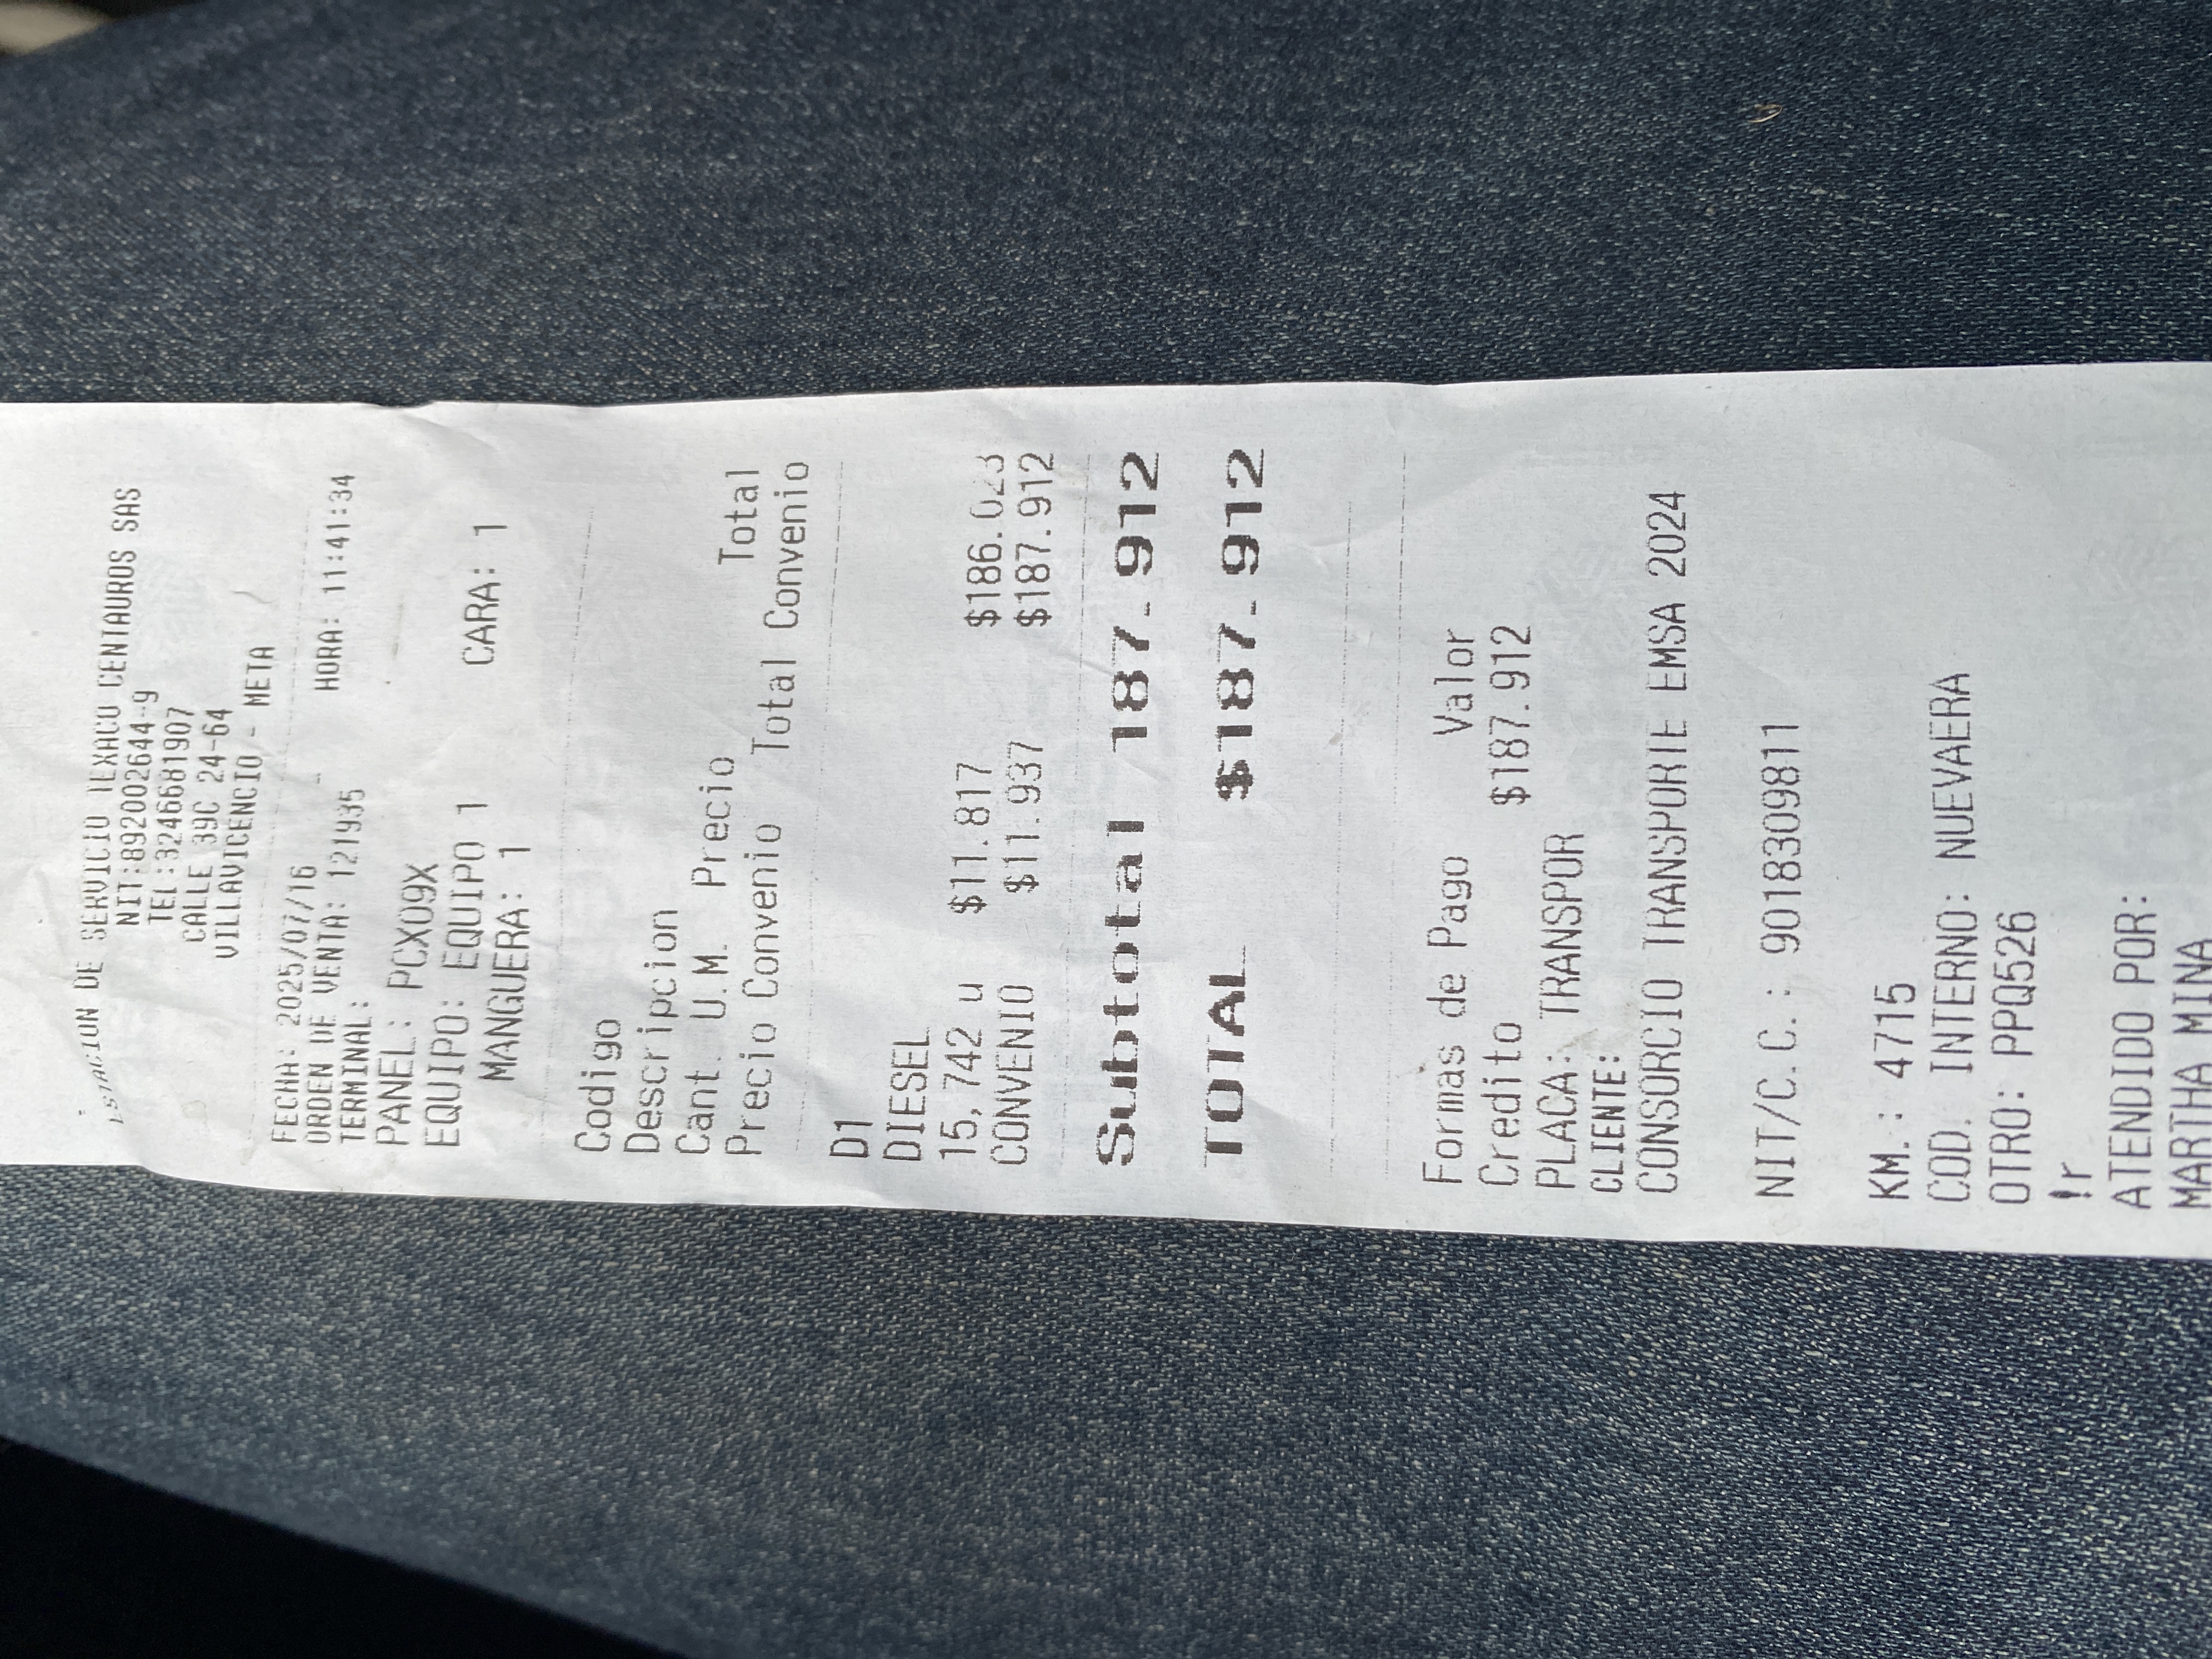 ESTACION DE SERVICIO TEXACO CENTAUROS SAS
NIT:892002644-9
TEL:3246681907
CALLE 39C 24-64
VILLAVICENCIO - META
FECHA: 2025/07/16 HORA: 11:41:34
ORDEN DE VENTA: 121935
TERMINAL:
PANEL: PCX09X
EQUIPO: EQUIPO 1 CARA: 1
MANGUERA: 1
Codigo
Descripcion
Cant. U.M. Precio Total
Precio Convenio Total Convenio
D1
DIESEL
15,742 u $11.817 $186.023
CONVENIO $11.937 $187.912
Subtotal 187.912
TOTAL $187.912
Formas de Pago Valor
Credito $187.912
PLACA: TRANSPOR
CLIENTE:
CONSORCIO TRANSPORTE EMSA 2024
NIT/C.C.: 9018309811
KM.: 4715
COD. INTERNO: NUEVAERA
OTRO: PPQ526
!r
ATENDIDO POR:
MARTHA MINA